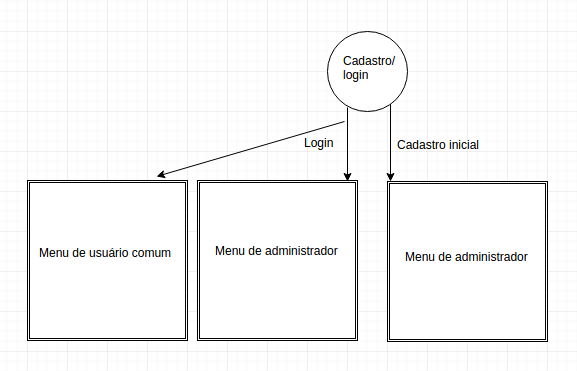 Cadastro/
login
Login
Cadastro inicial
Menu de usuário comum
Menu de administrador
Menu de administrador